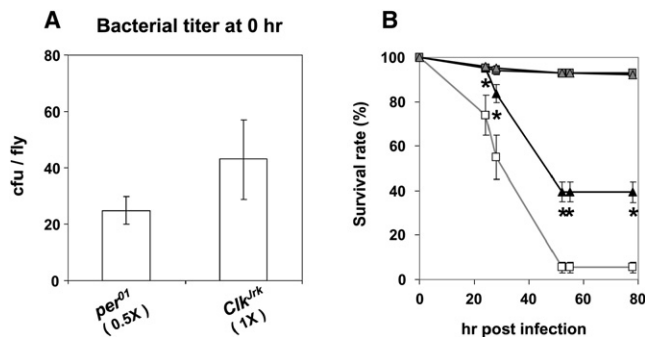 A
Bacterial titer at 0 hr
cfu / fly
80
60
40
20
0
per01
( 0.5X )
ClkJrk
( 1X )
B
Survival rate (%)
100
80
60
40
20
0
*
*
**
*
0 20 40 60 80
hr post infection